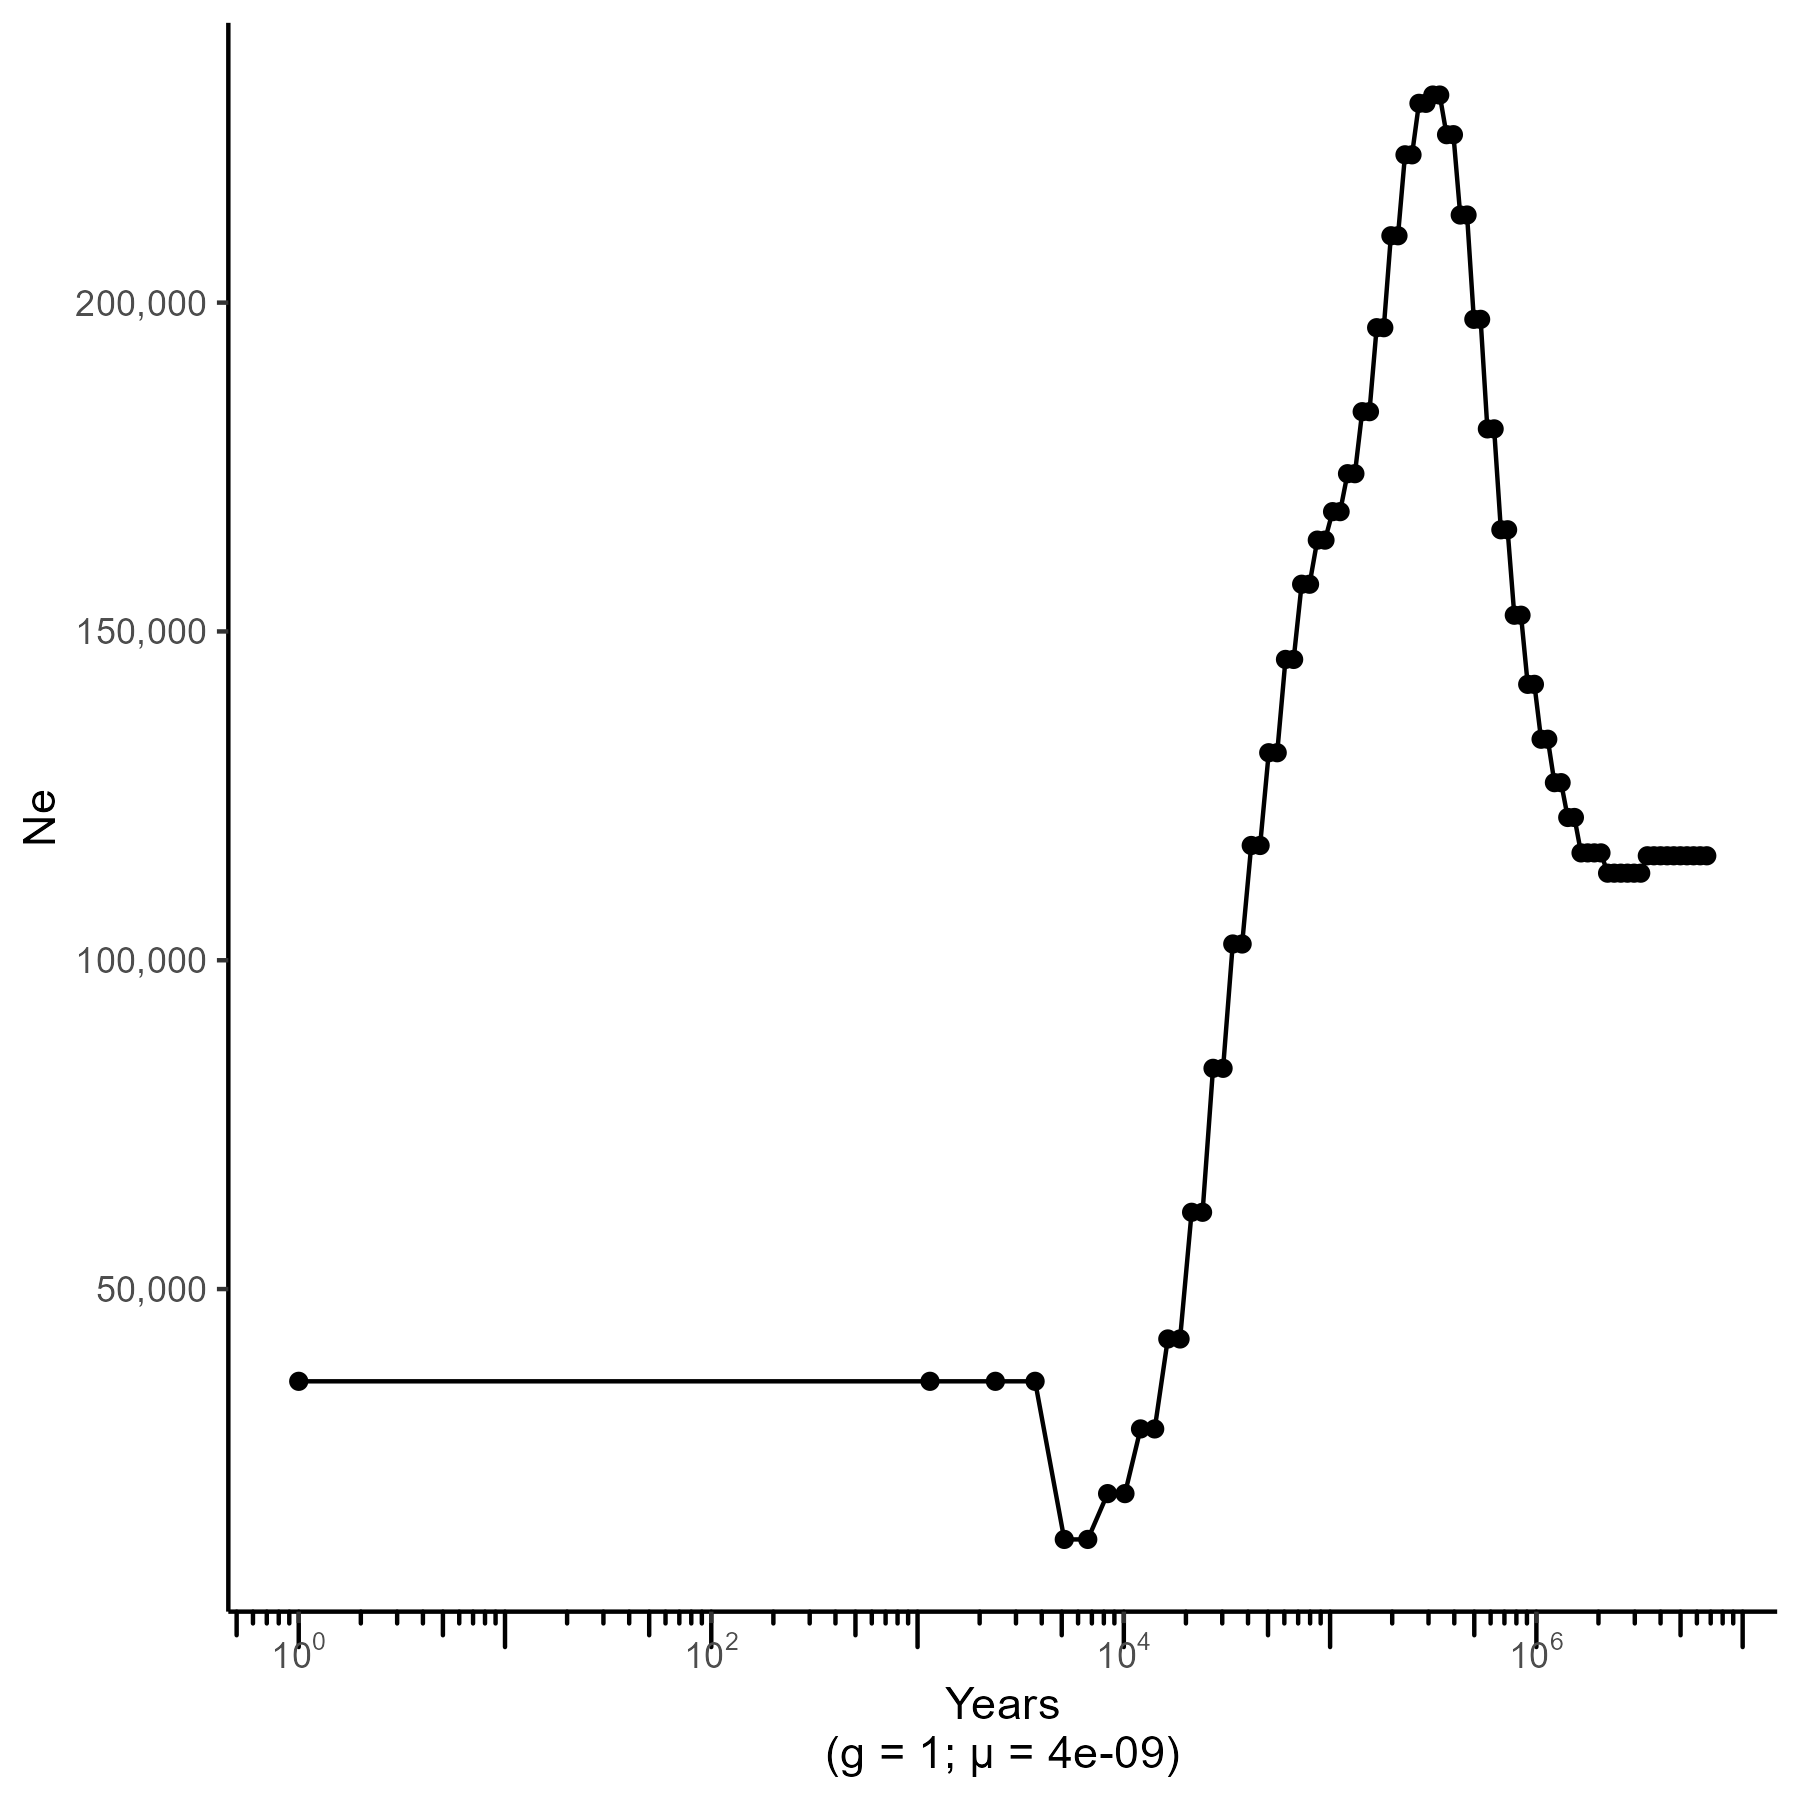 Ne
200,000
150,000
100,000
50,000
10⁰ 10² 10⁴ 10⁶
Years
(g = 1; μ = 4e-09)